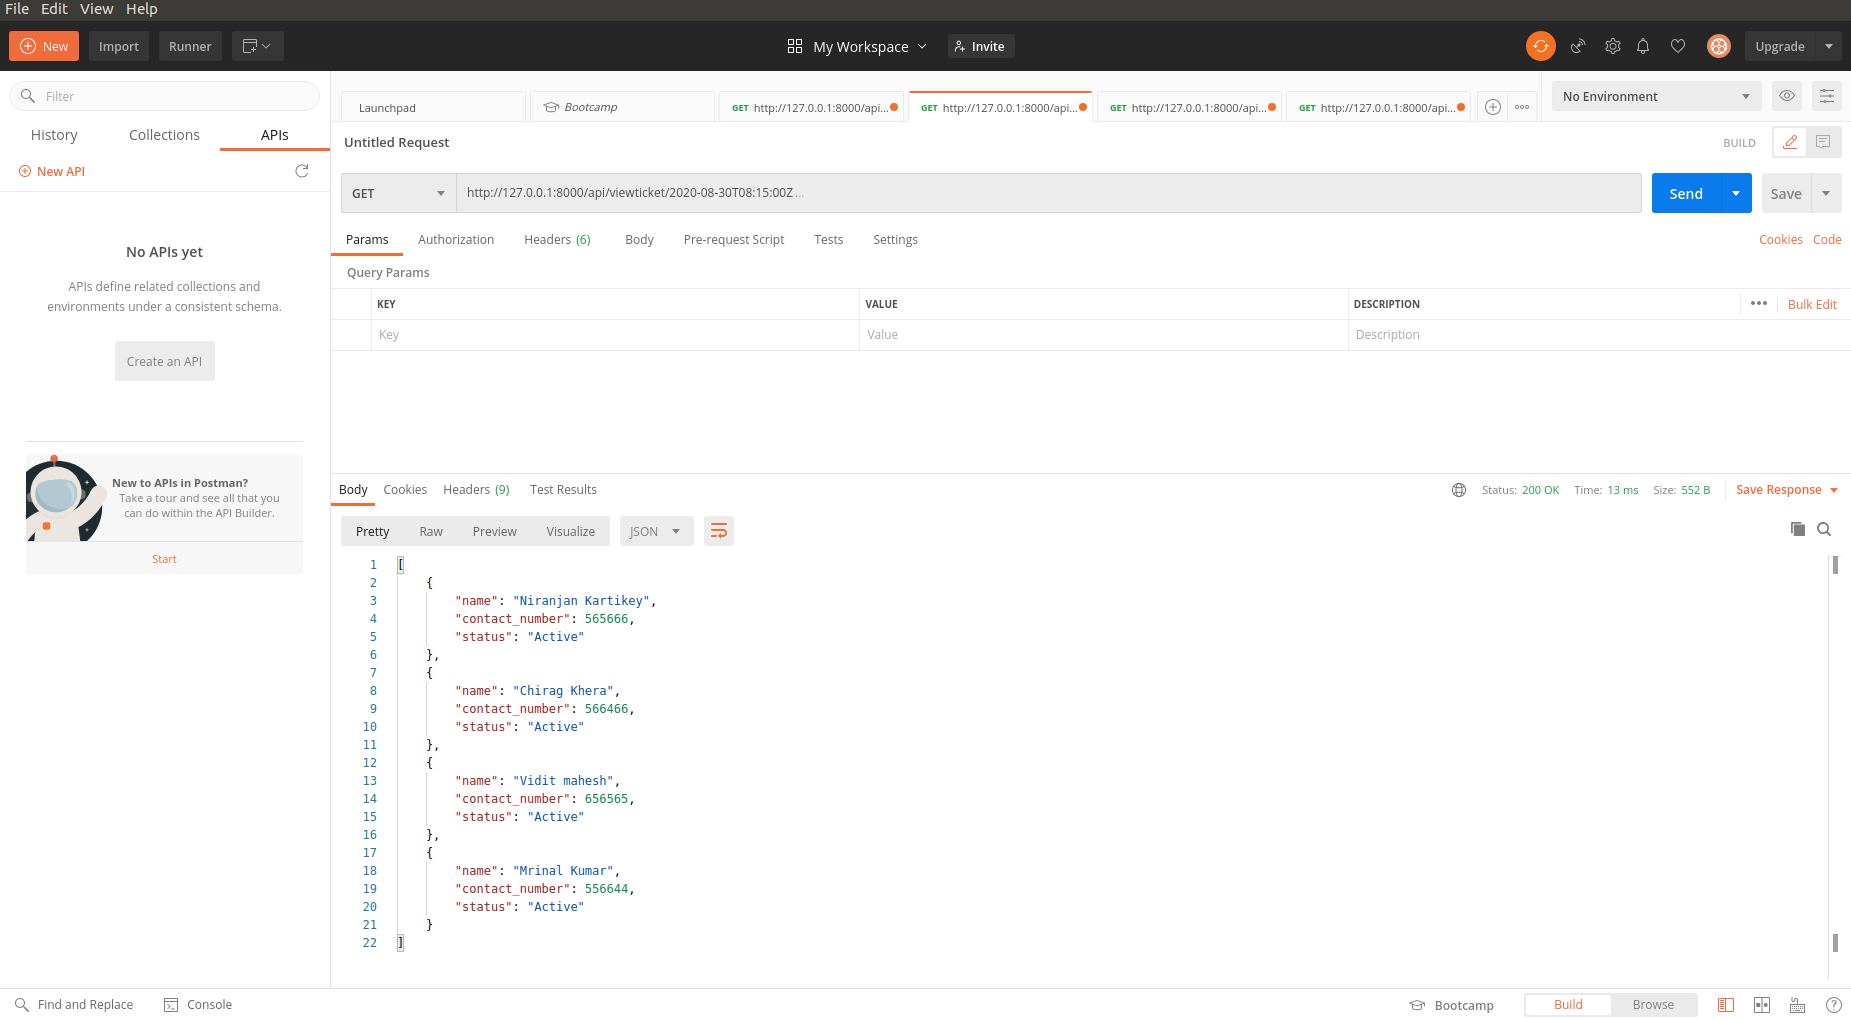 File Edit View Help
New Import Runner My Workspace Invite Upgrade
Filter
History Collections APIs
New API
No APIs yet
APIs define related collections and
environments under a consistent schema.
Create an API
New to APIs in Postman?
Take a tour and see all that you
can do within the API Builder.
Start
Launchpad Bootcamp GET http://127.0.0.1:8000/api... GET http://127.0.0.1:8000/api... GET http://127.0.0.1:8000/api... GET http://127.0.0.1:8000/api... No Environment
Untitled Request BUILD
GET http://127.0.0.1:8000/api/viewticket/2020-08-30T08:15:00Z... Send Save
Params Authorization Headers (6) Body Pre-request Script Tests Settings Cookies Code
Query Params
KEY VALUE DESCRIPTION Bulk Edit
Key Value Description
Body Cookies Headers (9) Test Results Status: 200 OK Time: 13 ms Size: 552 B Save Response
Pretty Raw Preview Visualize JSON
1 [
2 {
3 "name": "Niranjan Kartikey",
4 "contact_number": 565666,
5 "status": "Active"
6 },
7 {
8 "name": "Chirag Khera",
9 "contact_number": 566466,
10 "status": "Active"
11 },
12 {
13 "name": "Vidit mahesh",
14 "contact_number": 656565,
15 "status": "Active"
16 },
17 {
18 "name": "Mrinal Kumar",
19 "contact_number": 556644,
20 "status": "Active"
21 }
22 ]
Find and Replace Console Bootcamp Build Browse